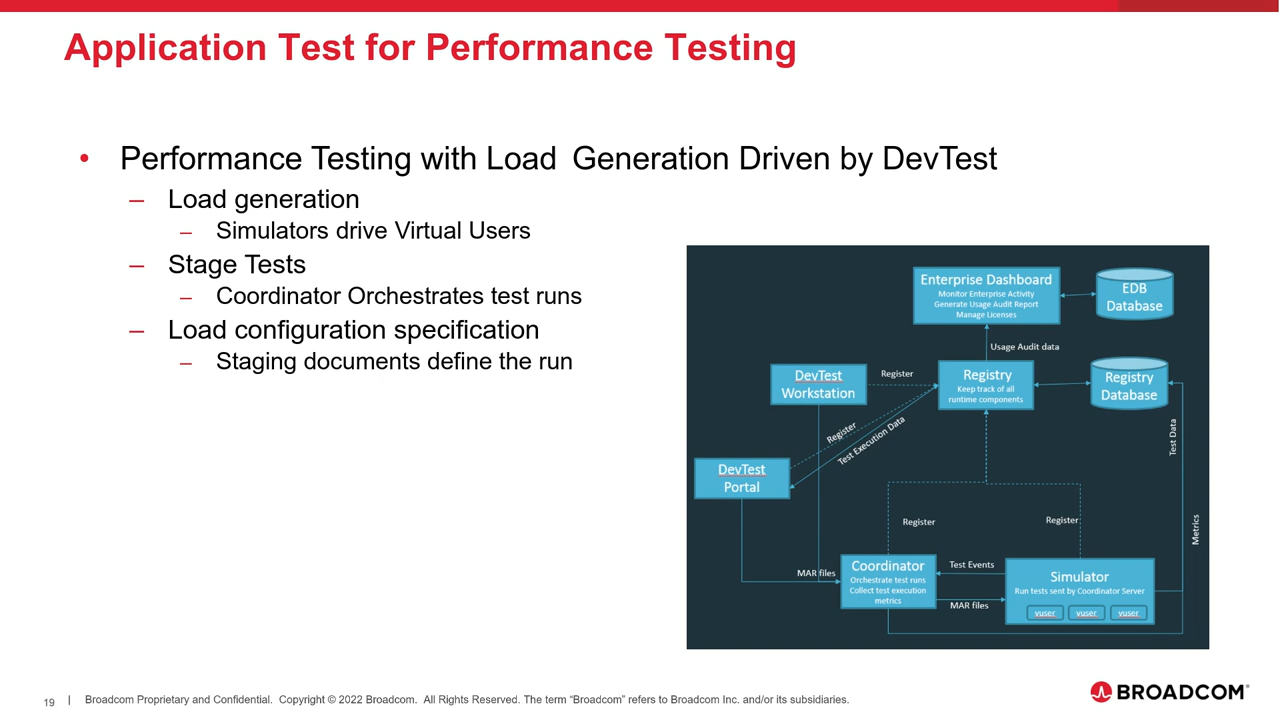 Application Test for Performance Testing
• Performance Testing with Load Generation Driven by DevTest
– Load generation
– Simulators drive Virtual Users
– Stage Tests
– Coordinator Orchestrates test runs
– Load configuration specification
– Staging documents define the run
Enterprise Dashboard
Monitor Enterprise Activity
Generate Usage Audit Report
Manage Licenses
EDB
Database
Usage Audit data
DevTest
Workstation
Register
Registry
Keep track of all
runtime components
Registry
Database
Register
Test Execution Data
Test Data
DevTest
Portal
Register
Register
Metrics
MAR files
Coordinator
Orchestrate test runs
Collect test execution
metrics
Test Events
MAR files
Simulator
Run tests sent by Coordinator Server
vuser
vuser
vuser
19 | Broadcom Proprietary and Confidential. Copyright © 2022 Broadcom. All Rights Reserved. The term “Broadcom” refers to Broadcom Inc. and/or its subsidiaries.
BROADCOM®